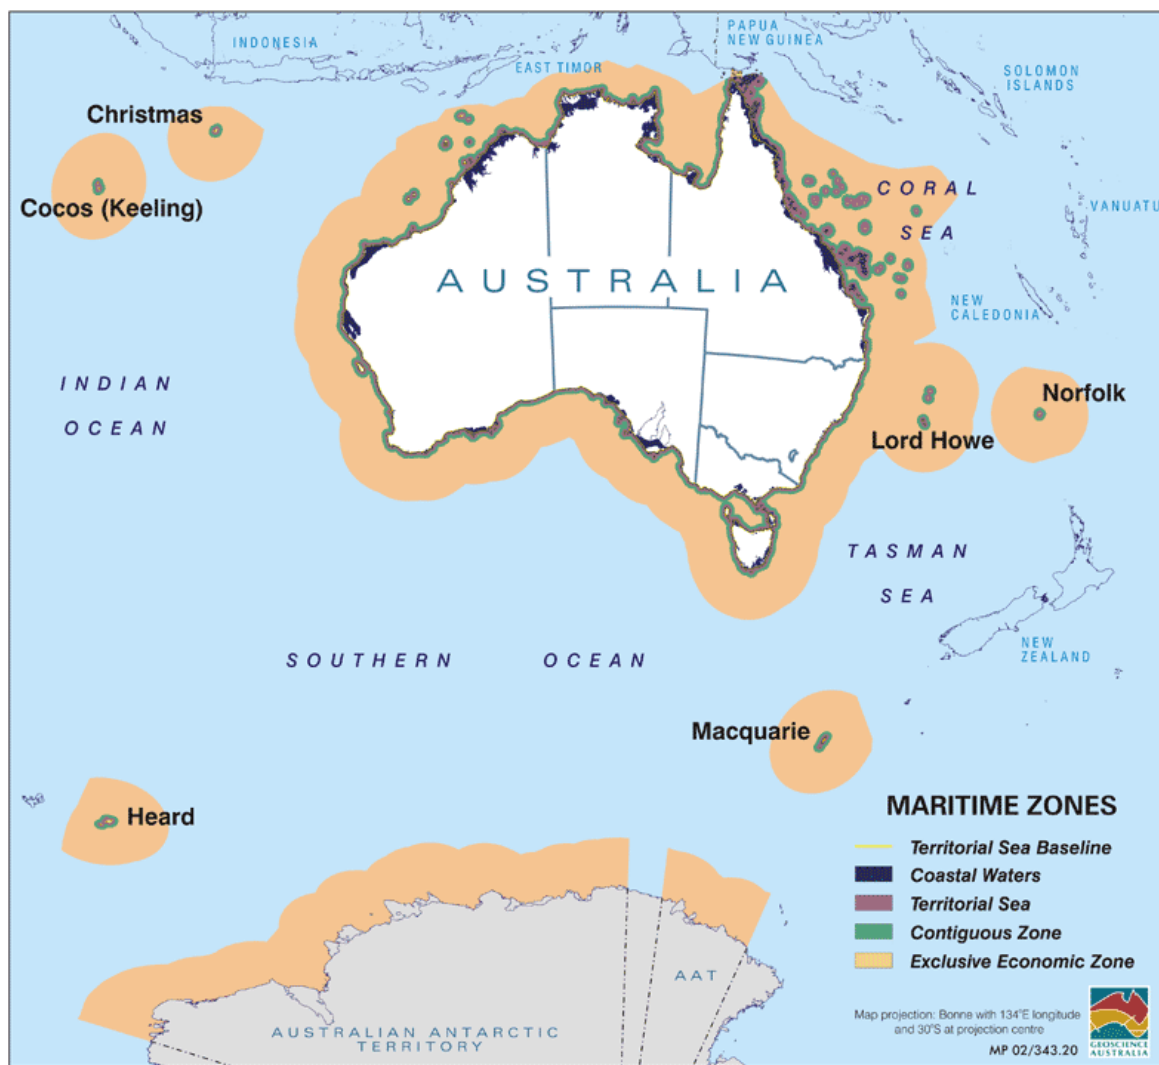 INDONESIA
PAPUA
NEW GUINEA
EAST TIMOR
SOLOMON
ISLANDS
Christmas
Cocos (Keeling)
CORAL
SEA
VANUATU
AUSTRALIA
NEW
CALEDONIA
INDIAN
OCEAN
Norfolk
Lord Howe
TASMAN
SEA
NEW
ZEALAND
SOUTHERN OCEAN
Macquarie
Heard
MARITIME ZONES
Territorial Sea Baseline
Coastal Waters
Territorial Sea
Contiguous Zone
Exclusive Economic Zone
AAT
AUSTRALIAN ANTARCTIC
TERRITORY
Map projection: Bonne with 134°E longitude
and 30°S at projection centre
MP 02/343.20
GEOSCIENCE
AUSTRALIA